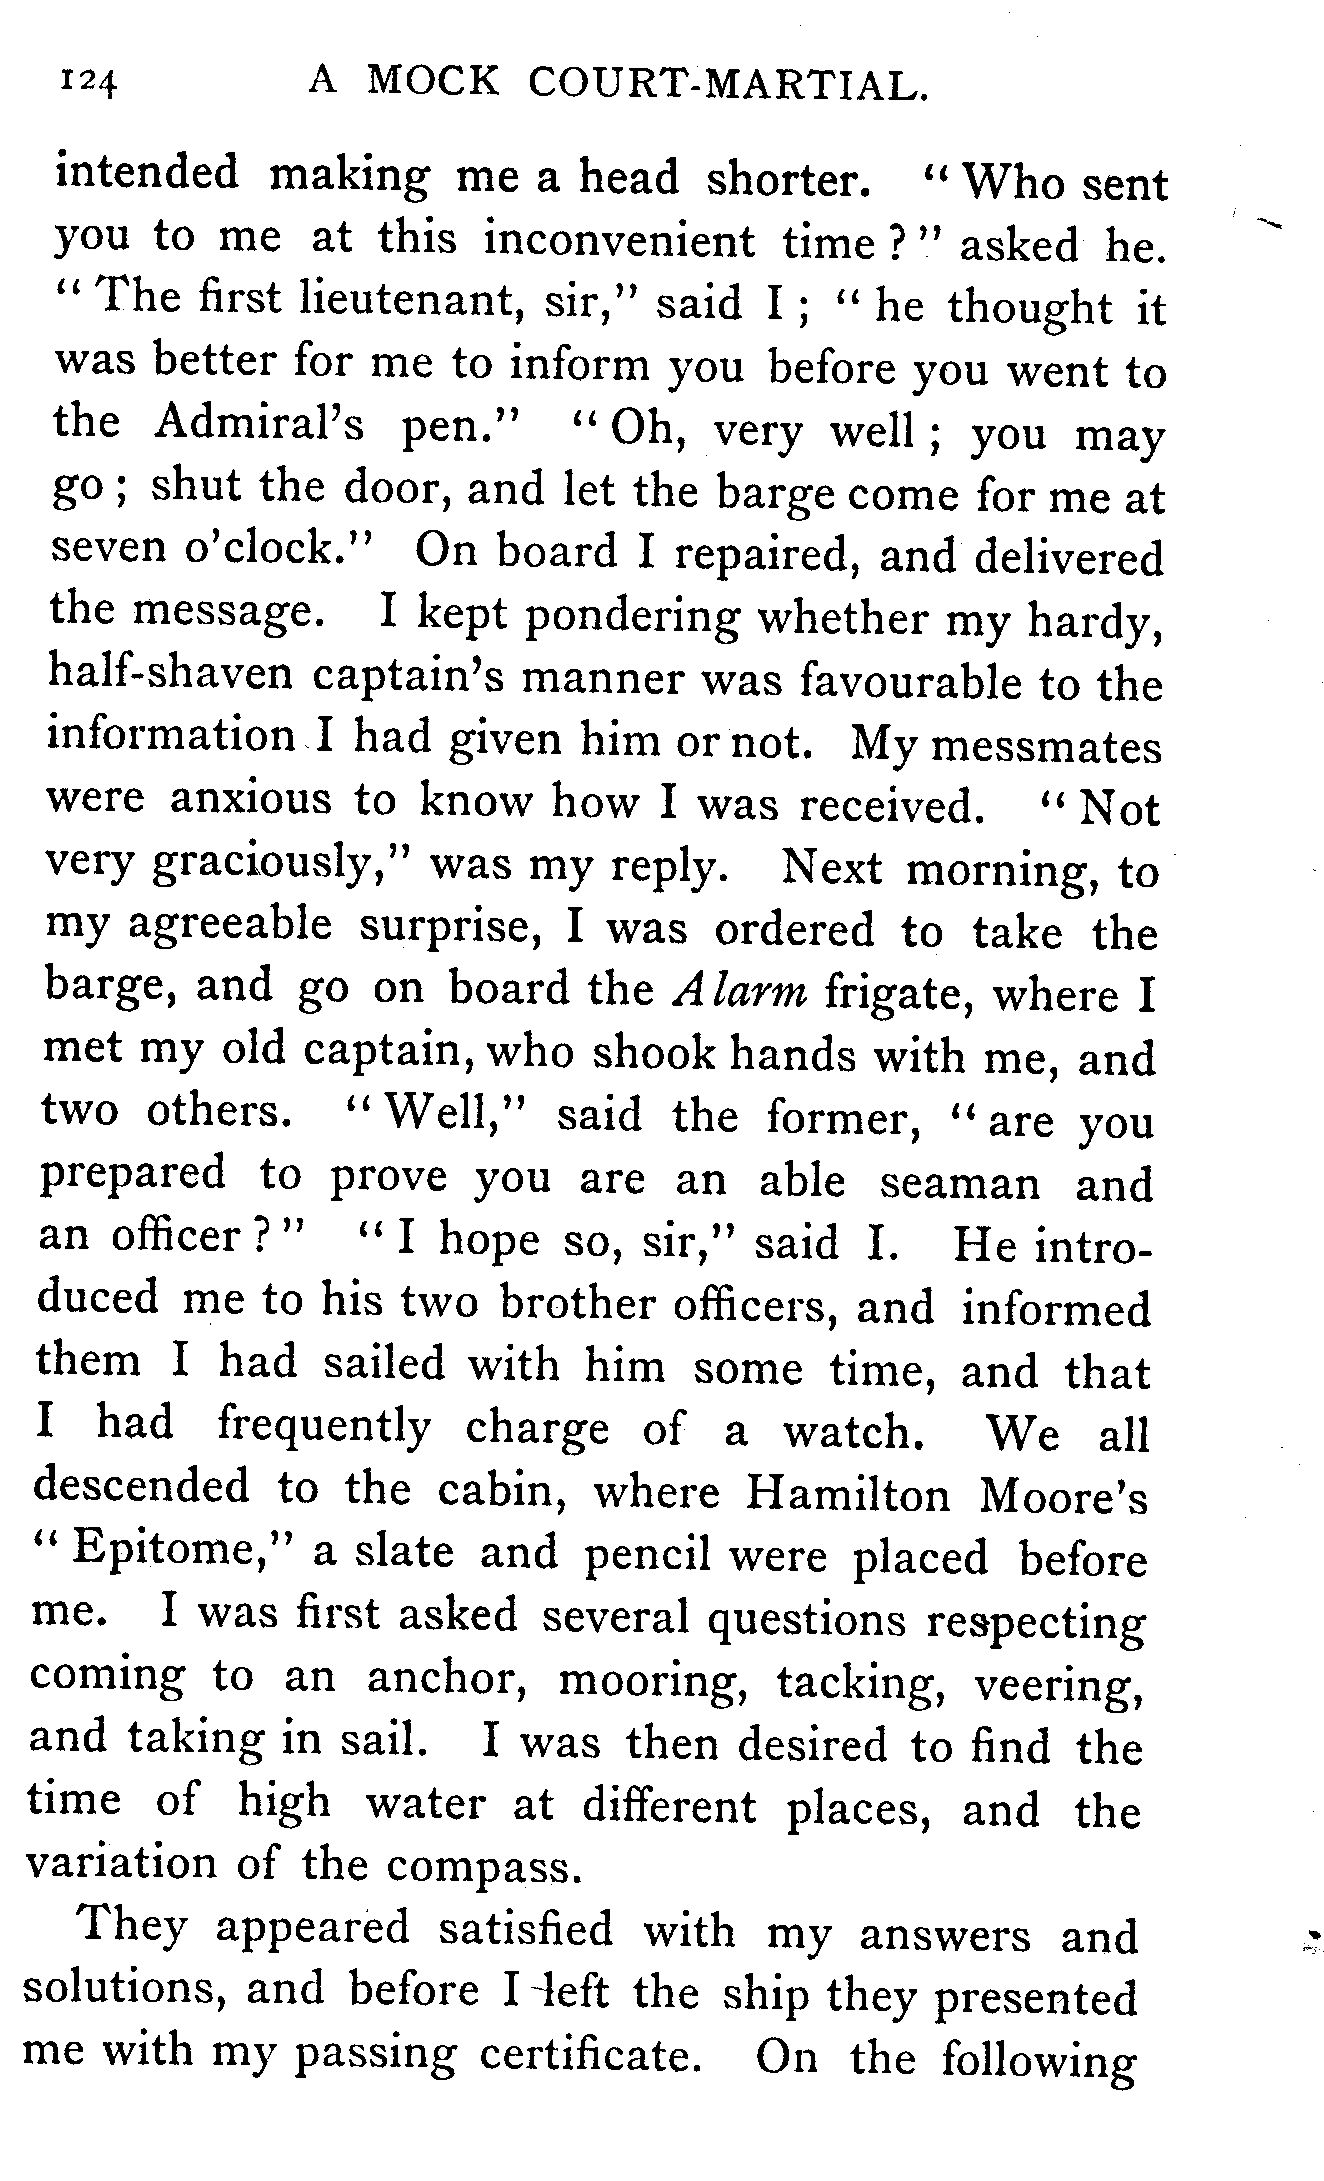 124 A MOCK COURT-MARTIAL.
intended making me a head shorter. “ Who sent
you to me at this inconvenient time ? ” asked he.
“ The first lieutenant, sir,” said I ; “ he thought it
was better for me to inform you before you went to
the Admiral’s pen.” “ Oh, very well ; you may
go ; shut the door, and let the barge come for me at
seven o’clock.” On board I repaired, and delivered
the message. I kept pondering whether my hardy,
half-shaven captain’s manner was favourable to the
information I had given him or not. My messmates
were anxious to know how I was received. “ Not
very graciously,” was my reply. Next morning, to
my agreeable surprise, I was ordered to take the
barge, and go on board the Alarm frigate, where I
met my old captain, who shook hands with me, and
two others. “ Well,” said the former, “ are you
prepared to prove you are an able seaman and
an officer ? ” “ I hope so, sir,” said I. He intro-
duced me to his two brother officers, and informed
them I had sailed with him some time, and that
I had frequently charge of a watch. We all
descended to the cabin, where Hamilton Moore’s
“ Epitome,” a slate and pencil were placed before
me. I was first asked several questions respecting
coming to an anchor, mooring, tacking, veering,
and taking in sail. I was then desired to find the
time of high water at different places, and the
variation of the compass.
They appeared satisfied with my answers and
solutions, and before I left the ship they presented
me with my passing certificate. On the following